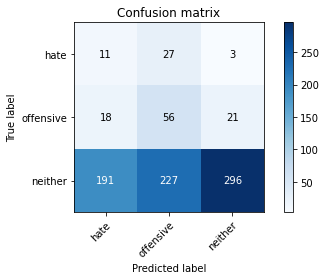 Confusion matrix
hate 11 27 3
offensive 18 56 21
neither 191 227 296
hate offensive neither
True label
Predicted label
250
200
150
100
50